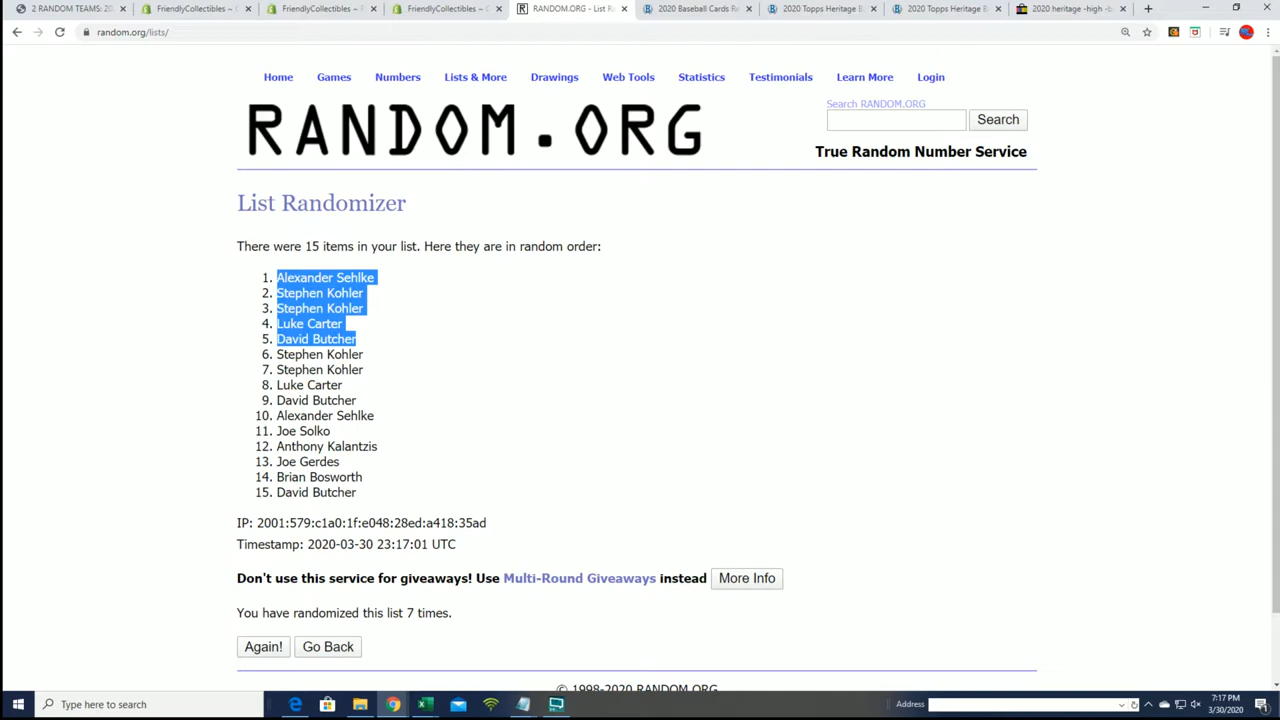 2 RANDOM TEAMS: 20
FriendlyCollectibles ~ C
FriendlyCollectibles ~ F
FriendlyCollectibles ~ C
RANDOM.ORG - List R
2020 Baseball Cards R
2020 Topps Heritage B
2020 Topps Heritage B
2020 heritage -high -b
random.org/lists/
Home Games Numbers Lists & More Drawings Web Tools Statistics Testimonials Learn More Login
RANDOM.ORG
Search RANDOM.ORG
Search
True Random Number Service
List Randomizer
There were 15 items in your list. Here they are in random order:
1. Alexander Sehlke
2. Stephen Kohler
3. Stephen Kohler
4. Luke Carter
5. David Butcher
6. Stephen Kohler
7. Stephen Kohler
8. Luke Carter
9. David Butcher
10. Alexander Sehlke
11. Joe Solko
12. Anthony Kalantzis
13. Joe Gerdes
14. Brian Bosworth
15. David Butcher
IP: 2001:579:c1a0:1f:e048:28ed:a418:35ad
Timestamp: 2020-03-30 23:17:01 UTC
Don't use this service for giveaways! Use Multi-Round Giveaways instead More Info
You have randomized this list 7 times.
Again! Go Back
© 1998-2020 RANDOM.ORG
Type here to search
Address
7:17 PM
3/30/2020